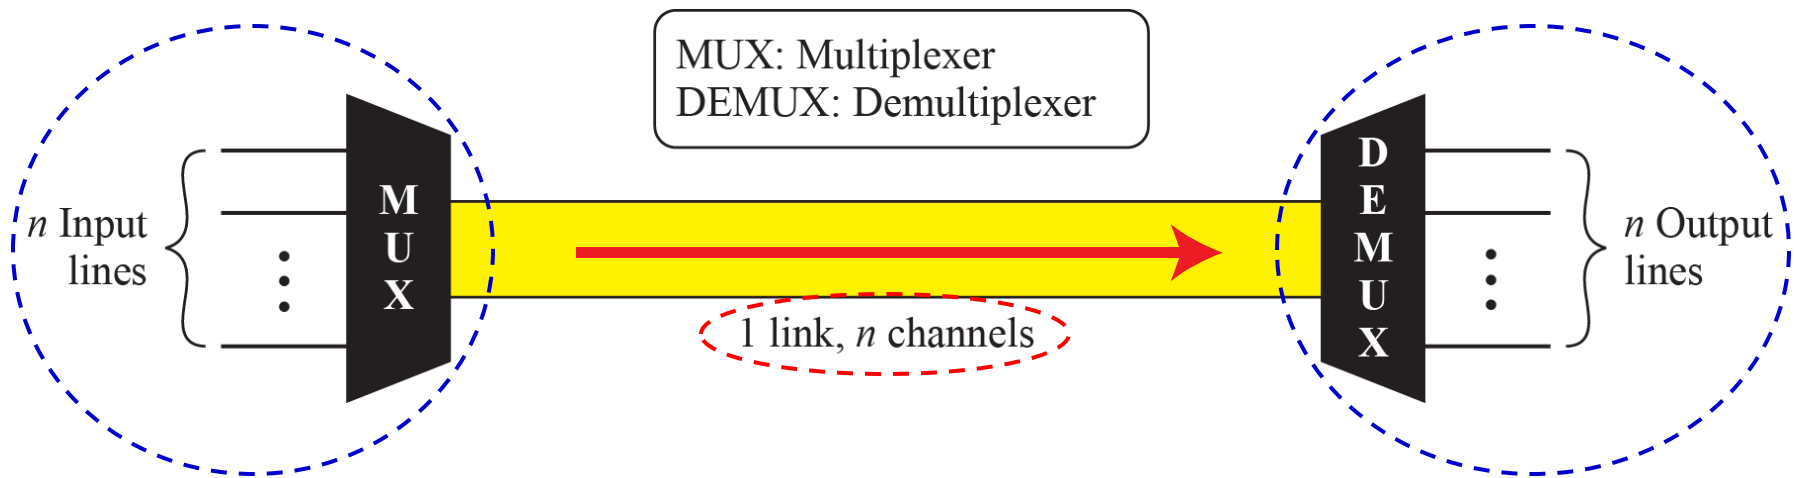 MUX: Multiplexer
DEMUX: Demultiplexer
n Input
lines
M
U
X
1 link, n channels
D
E
M
U
X
n Output
lines